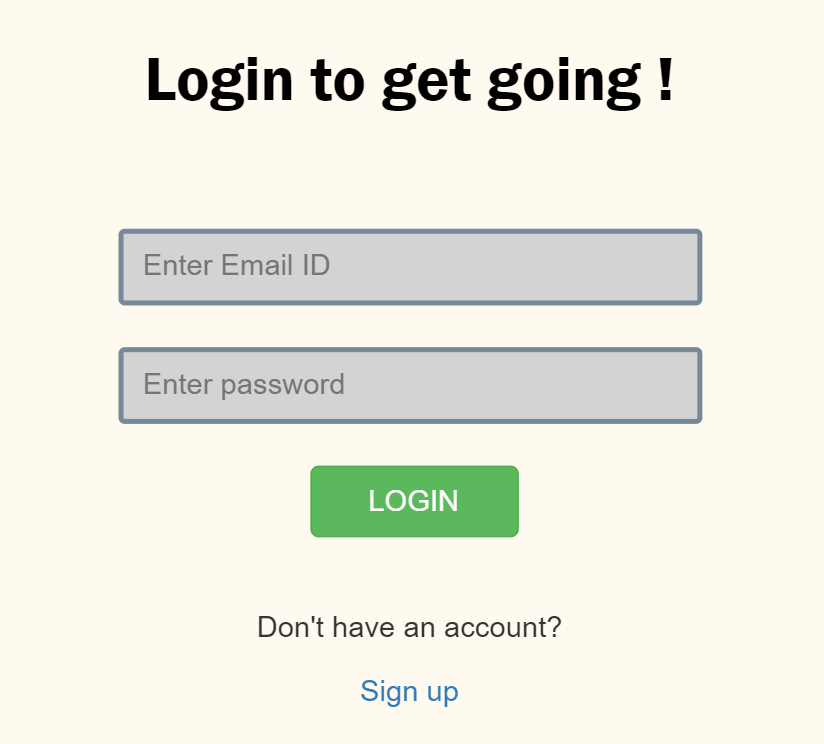 Login to get going !
Enter Email ID
Enter password
LOGIN
Don't have an account?
Sign up